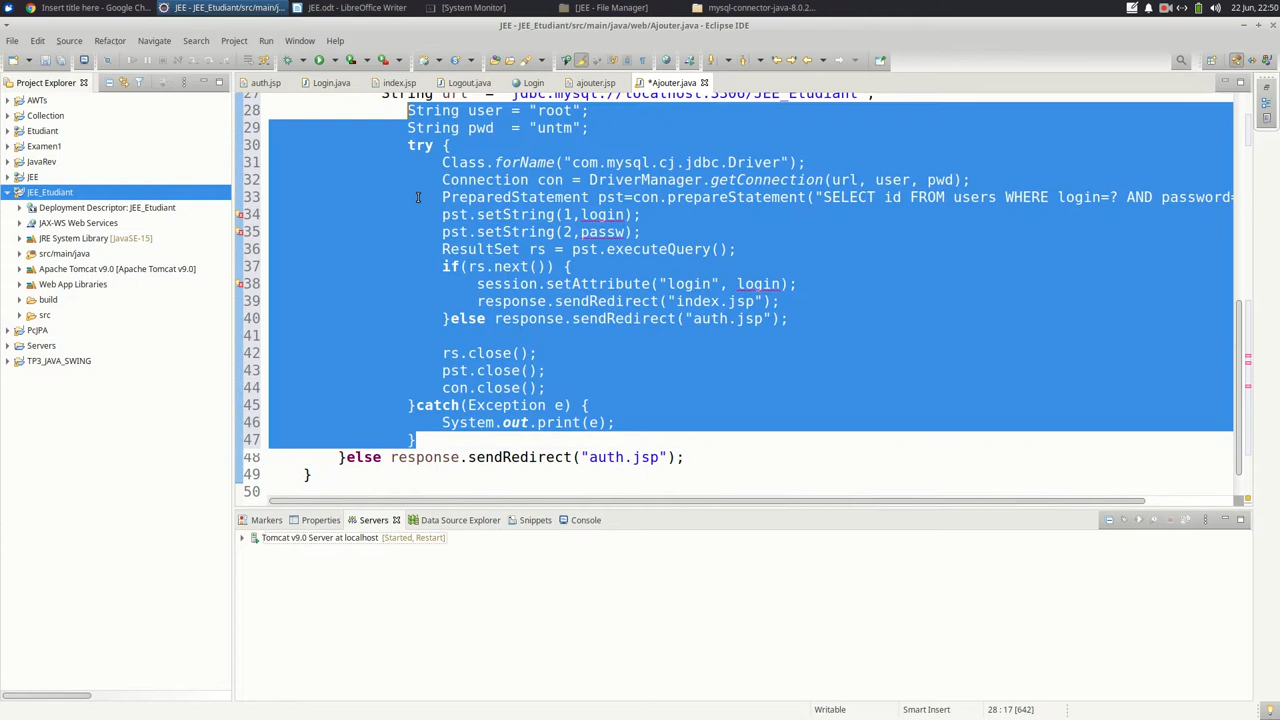 Insert title here - Google Ch...
JEE - JEE_Etudiant/src/main/j...
JEE.odt - LibreOffice Writer
[System Monitor]
[JEE - File Manager]
mysql-connector-java-8.0.2...
22 Jun, 22:50
JEE - JEE_Etudiant/src/main/java/web/Ajouter.java - Eclipse IDE
File Edit Source Refactor Navigate Search Project Run Window Help
Project Explorer
auth.jsp Login.java index.jsp Logout.java Login ajouter.jsp *Ajouter.java
AWTs
Collection
Etudiant
Examen1
JavaRev
JEE
JEE_Etudiant
Deployment Descriptor: JEE_Etudiant
JAX-WS Web Services
JRE System Library [JavaSE-15]
src/main/java
Apache Tomcat v9.0 [Apache Tomcat v9.0]
Web App Libraries
build
src
PcJPA
Servers
TP3_JAVA_SWING
27 String url = "jdbc:mysql://localhost:3306/JEE_Etudiant";
28 String user = "root";
29 String pwd = "untm";
30 try {
31 Class.forName("com.mysql.cj.jdbc.Driver");
32 Connection con = DriverManager.getConnection(url, user, pwd);
33 PreparedStatement pst=con.prepareStatement("SELECT id FROM users WHERE login=? AND password=
34 pst.setString(1,login);
35 pst.setString(2,passw);
36 ResultSet rs = pst.executeQuery();
37 if(rs.next()) {
38 session.setAttribute("login", login);
39 response.sendRedirect("index.jsp");
40 }else response.sendRedirect("auth.jsp");
41
42 rs.close();
43 pst.close();
44 con.close();
45 }catch(Exception e) {
46 System.out.print(e);
47 }
48 }else response.sendRedirect("auth.jsp");
49 }
50
Markers Properties Servers Data Source Explorer Snippets Console
Tomcat v9.0 Server at localhost [Started, Restart]
Writable
Smart Insert
28 : 17 [642]